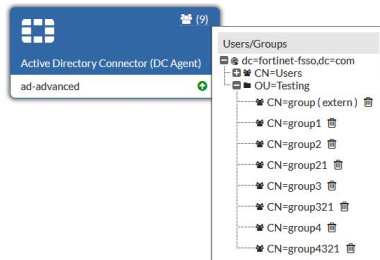 (9)
Active Directory Connector (DC Agent)
ad-advanced
Users/Groups
dc=fortinet-fsso,dc=com
CN=Users
OU=Testing
CN=group ( extern )
CN=group1
CN=group2
CN=group21
CN=group3
CN=group321
CN=group4
CN=group4321